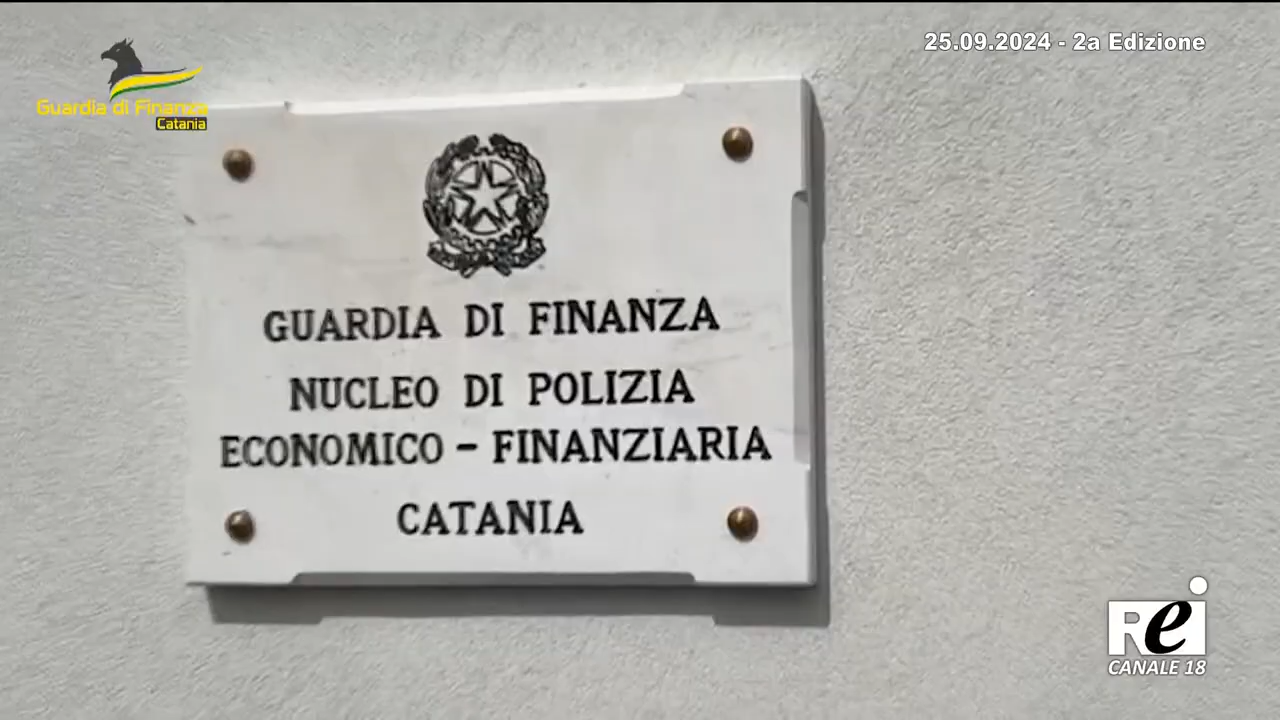 25.09.2024 - 2a Edizione
Guardia di Finanza
Catania
GUARDIA DI FINANZA
NUCLEO DI POLIZIA
ECONOMICO - FINANZIARIA
CATANIA
Re
CANALE 18